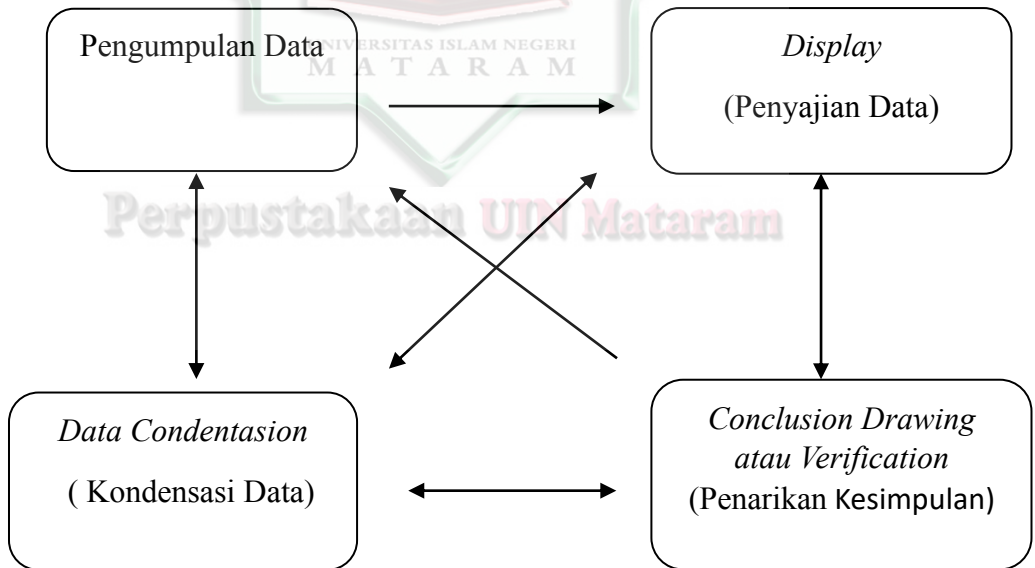 Pengumpulan Data
UNIVERSITAS ISLAM NEGERI
MATARAM
Display
(Penyajian Data)
Perpustakaan UIN Mataram
Data Condentasion
( Kondensasi Data)
Conclusion Drawing
atau Verification
(Penarikan Kesimpulan)